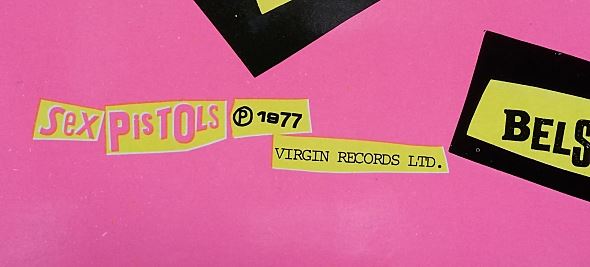 Sex PISTOLS ℗ 1977
VIRGIN RECORDS LTD.
BELS